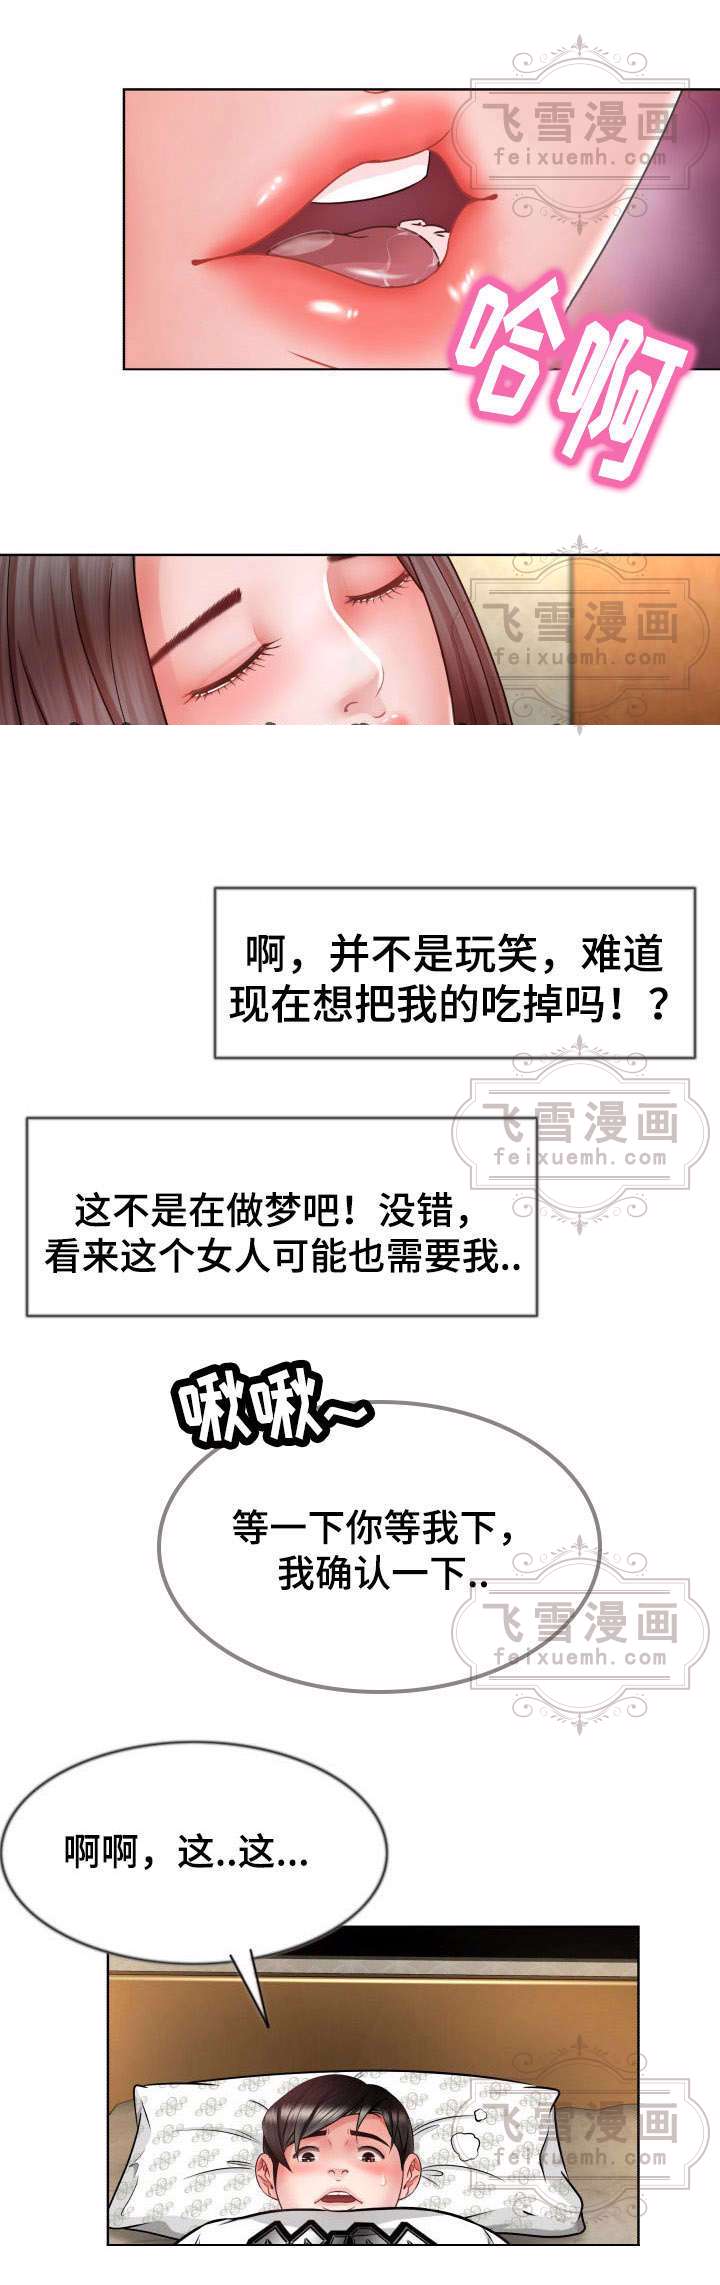 飞雪漫画
feixuemh.com
哈啊
飞雪漫画
feixuemh.com
啊，并不是玩笑，难道
现在想把我的吃掉吗！？
飞雪漫画
feixuemh.com
这不是在做梦吧！没错，
看来这个女人可能也需要我..
啾啾~
等一下你等我下，
我确认一下..
飞雪漫画
feixuemh.com
啊啊，这..这...
飞雪漫画
feixuemh.com